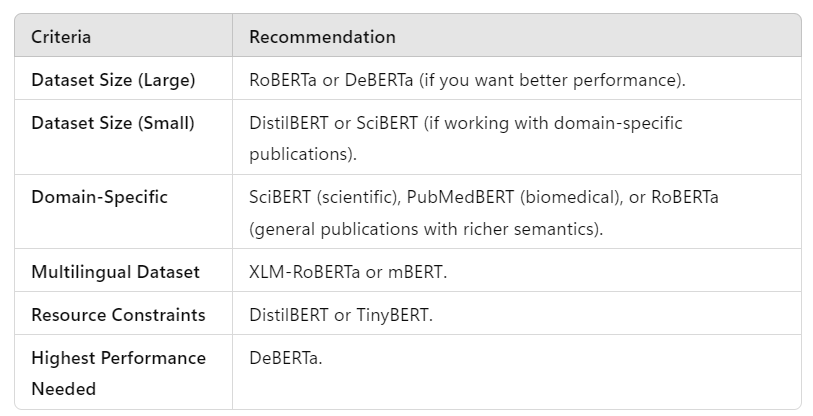 Criteria
Recommendation
Dataset Size (Large)
RoBERTa or DeBERTa (if you want better performance).
Dataset Size (Small)
DistilBERT or SciBERT (if working with domain-specific
publications).
Domain-Specific
SciBERT (scientific), PubMedBERT (biomedical), or RoBERTa
(general publications with richer semantics).
Multilingual Dataset
XLM-RoBERTa or mBERT.
Resource Constraints
DistilBERT or TinyBERT.
Highest Performance
Needed
DeBERTa.